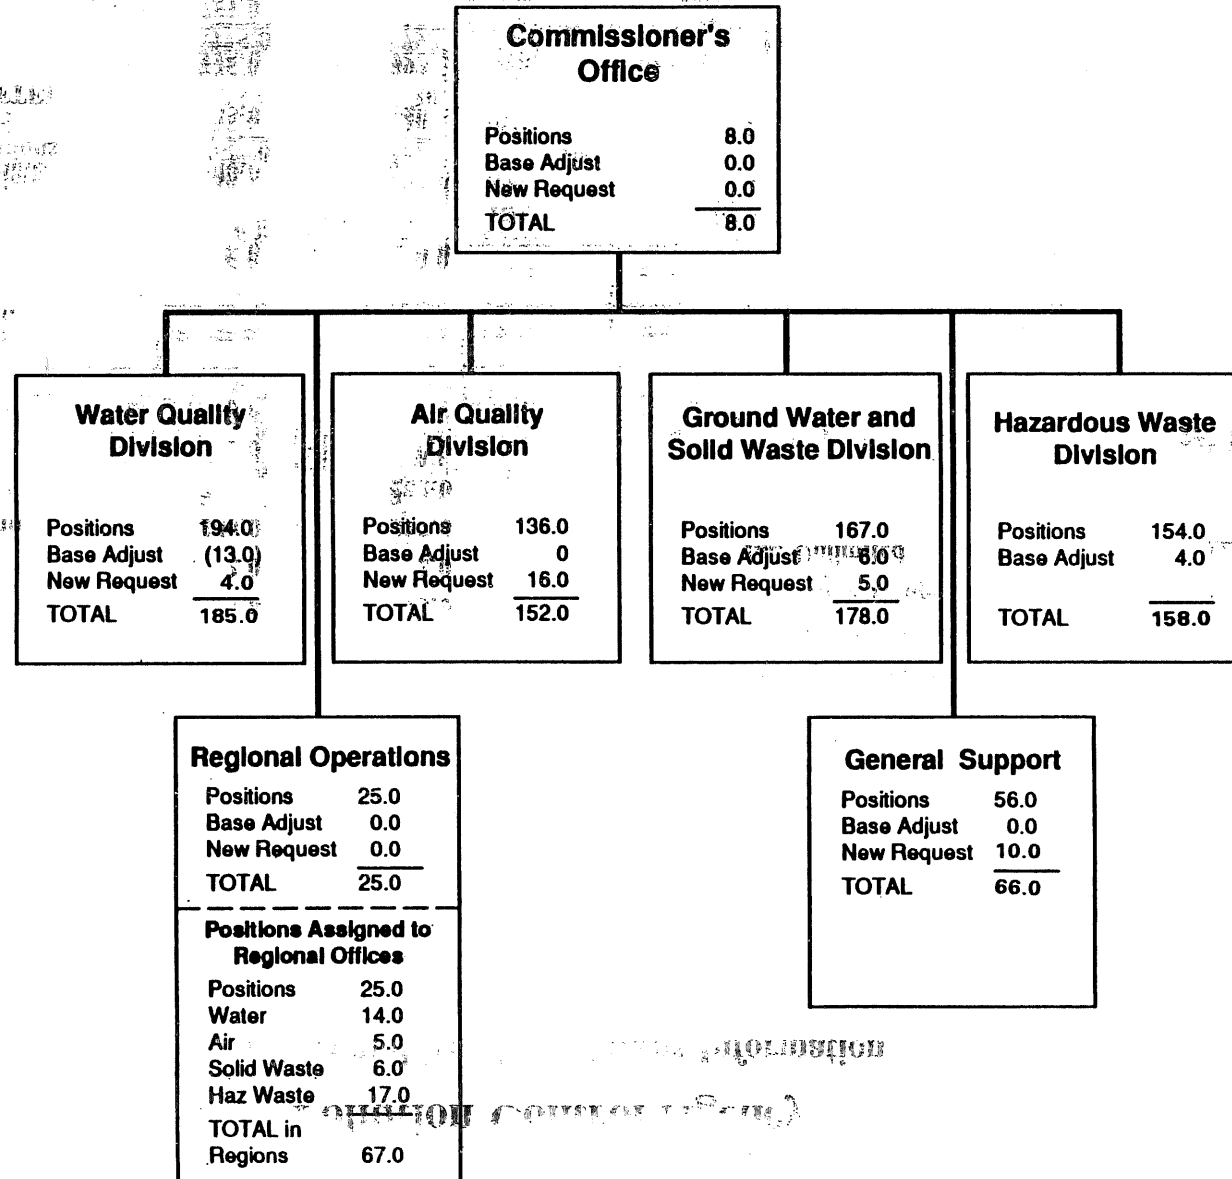 Commissioner's
Office
Positions 8.0
Base Adjust 0.0
New Request 0.0
TOTAL 8.0
Water Quality
Division
Positions 194.0
Base Adjust (13.0)
New Request 4.0
TOTAL 185.0
Air Quality
Division
Positions 136.0
Base Adjust 0
New Request 16.0
TOTAL 152.0
Ground Water and
Solid Waste Division
Positions 167.0
Base Adjust 6.0
New Request 5.0
TOTAL 178.0
Hazardous Waste
Division
Positions 154.0
Base Adjust 4.0
TOTAL 158.0
Regional Operations
Positions 25.0
Base Adjust 0.0
New Request 0.0
TOTAL 25.0
Positions Assigned to
Regional Offices
Positions 25.0
Water 14.0
Air 5.0
Solid Waste 6.0
Haz Waste 17.0
TOTAL in
Regions 67.0
General Support
Positions 56.0
Base Adjust 0.0
New Request 10.0
TOTAL 66.0